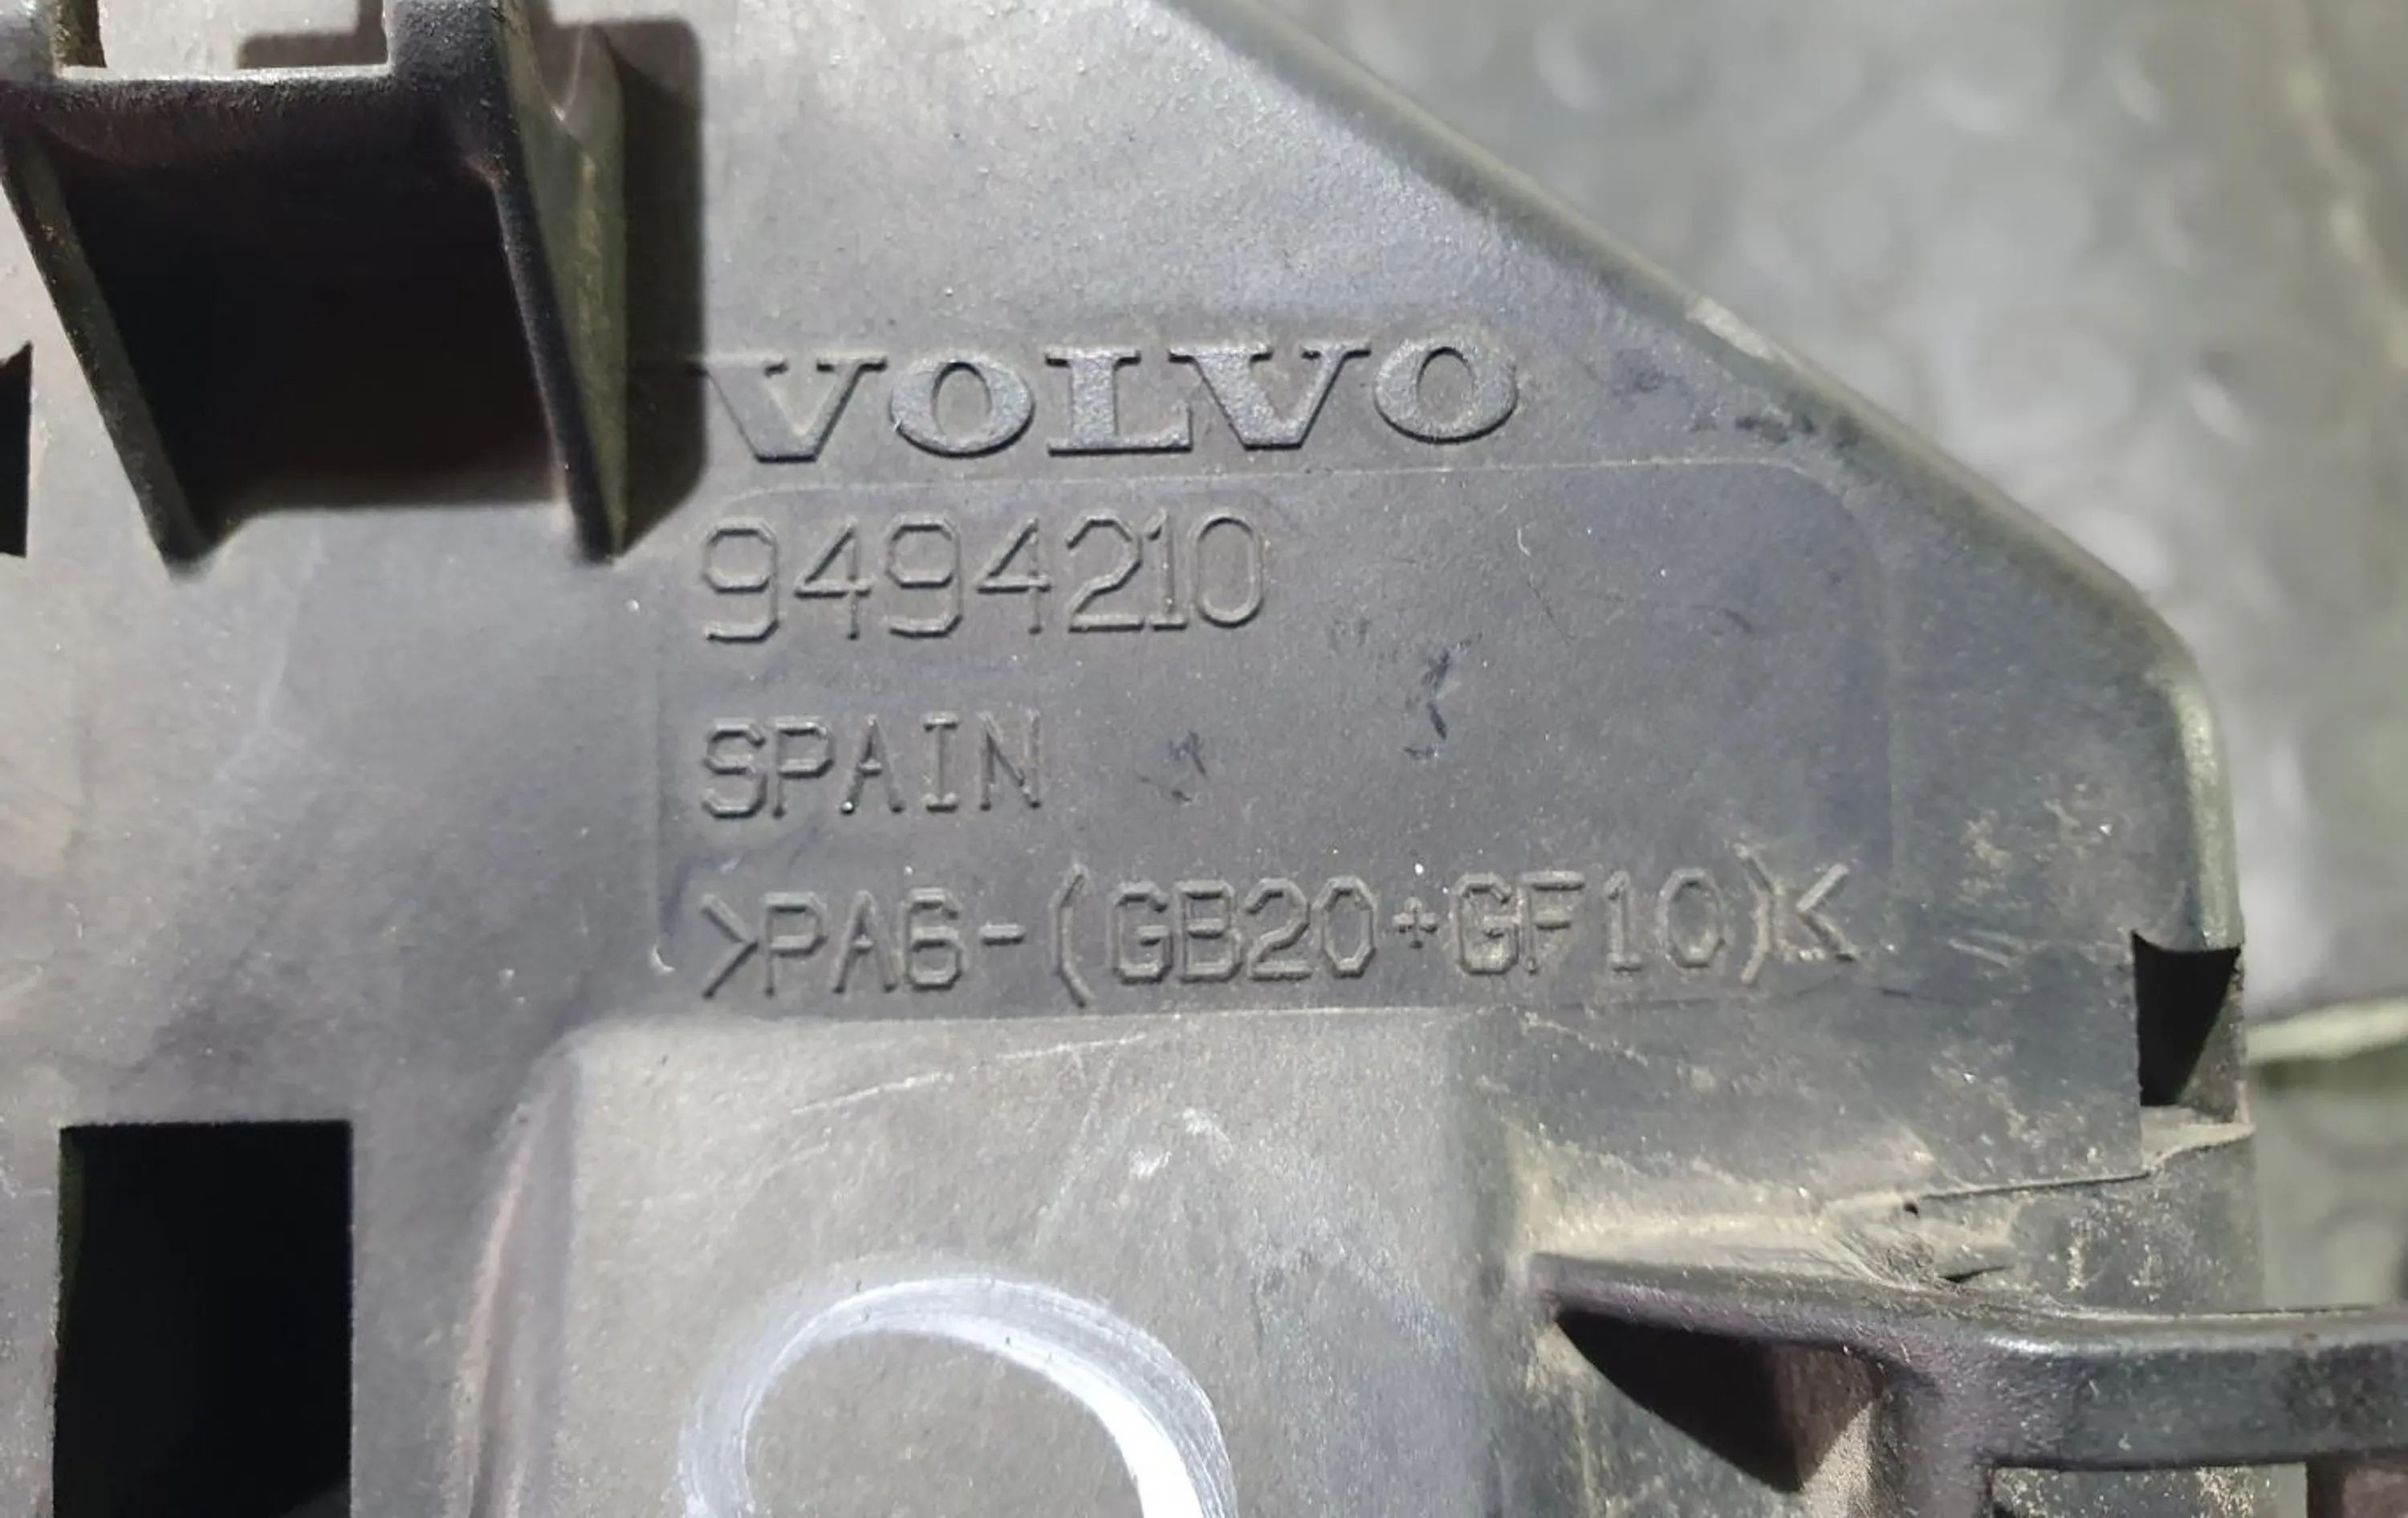 VOLVO
9494210
SPAIN
>PA6-(GB20+GF10)<